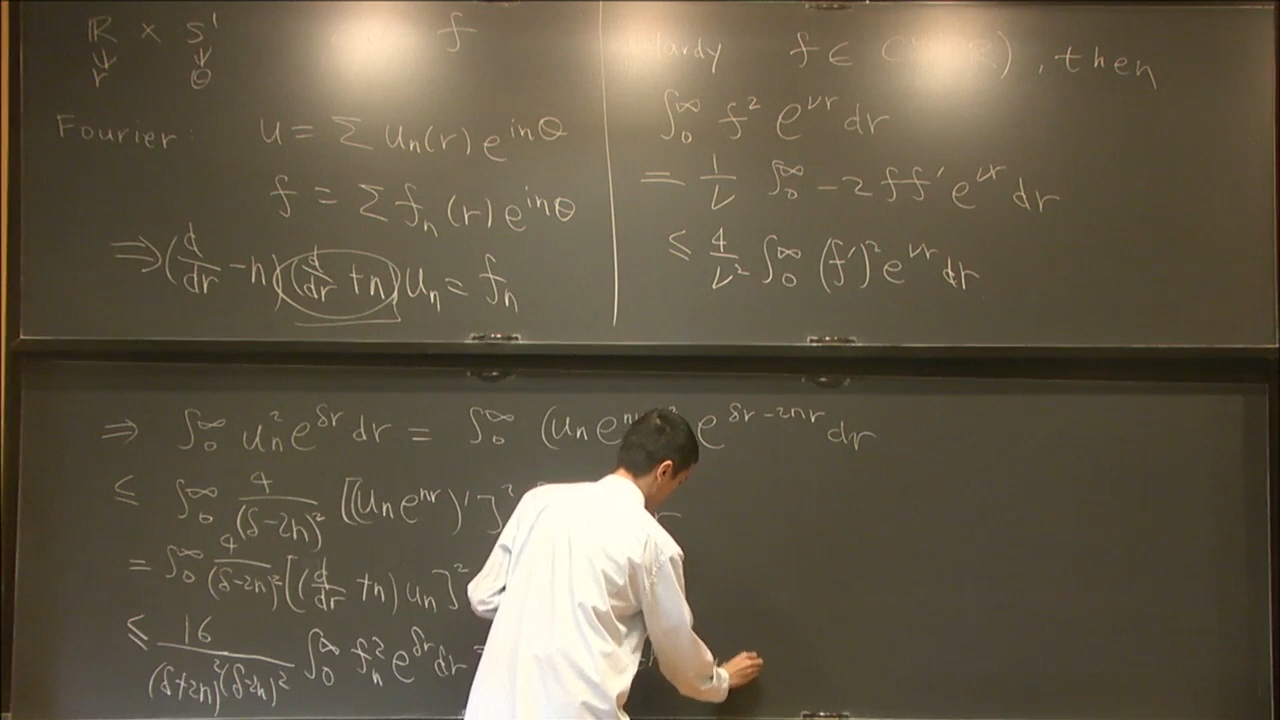 ℝ × S¹ f
↓ ↓
r θ
Fourier: u = Σ uₙ(r) e^{inθ}
f = Σ fₙ(r) e^{inθ}
⇒ (d/dr − n)(d/dr + n) uₙ = fₙ
Hardy f ∈ C ℝ), then
∫₀^∞ f² e^{νr} dr
= 1/ν ∫₀^∞ −2ff′ e^{νr} dr
≤ 4/ν² ∫₀^∞ (f′)² e^{νr} dr
⇒ ∫₀^∞ uₙ² e^{δr} dr = ∫₀^∞ (uₙ e e^{δr−2nr} dr
≤ ∫₀^∞ 4/(δ−2n)² [(uₙ e^{nr})′]²
= ∫₀^∞ 4/(δ−2n)² [(d/dr + n) uₙ]²
≤ 16/(δ+2n)²(δ−2n)² ∫₀^∞ fₙ² e^{δr} dr